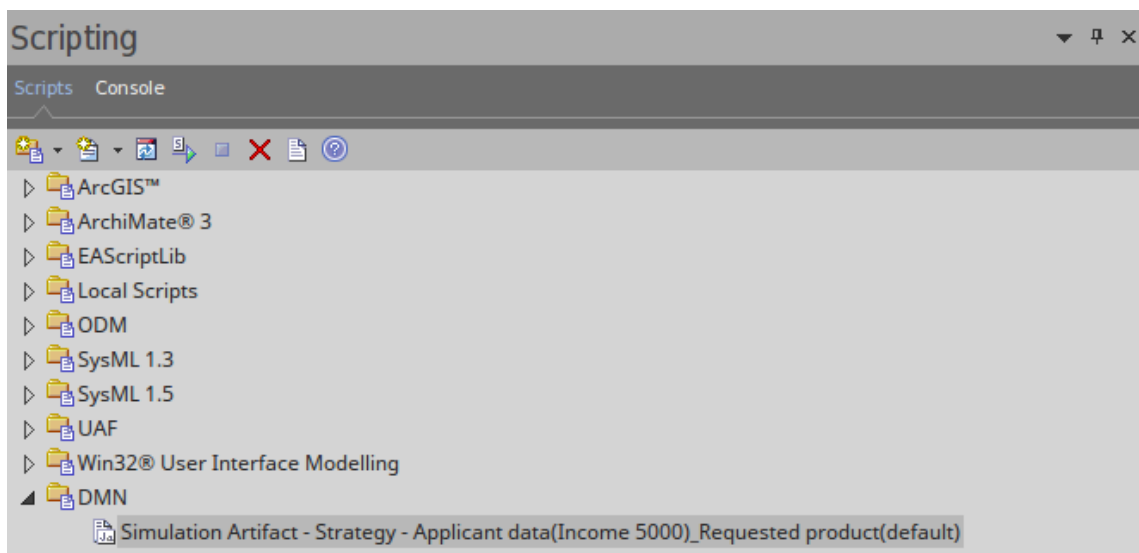 Scripting
Scripts Console
ArcGIS™
ArchiMate® 3
EAScriptLib
Local Scripts
ODM
SysML 1.3
SysML 1.5
UAF
Win32® User Interface Modelling
DMN
Simulation Artifact - Strategy - Applicant data(Income 5000)_Requested product(default)